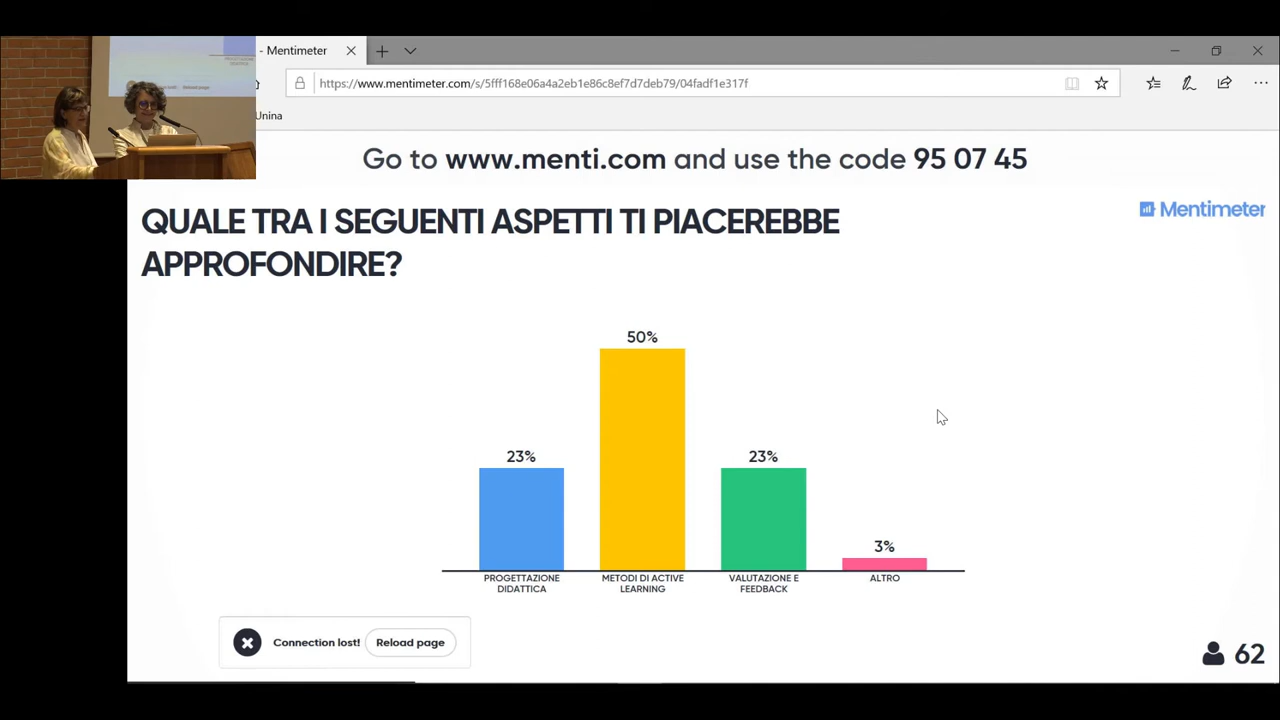 - Mentimeter
https://www.mentimeter.com/s/5fff168e06a4a2eb1e86c8ef7d7deb79/04fadf1e317f
Unina
Go to www.menti.com and use the code 95 07 45
Mentimeter
QUALE TRA I SEGUENTI ASPETTI TI PIACEREBBE
APPROFONDIRE?
50%
23%
23%
3%
PROGETTAZIONE
DIDATTICA
METODI DI ACTIVE
LEARNING
VALUTAZIONE E
FEEDBACK
ALTRO
Connection lost!
Reload page
62
Reload page